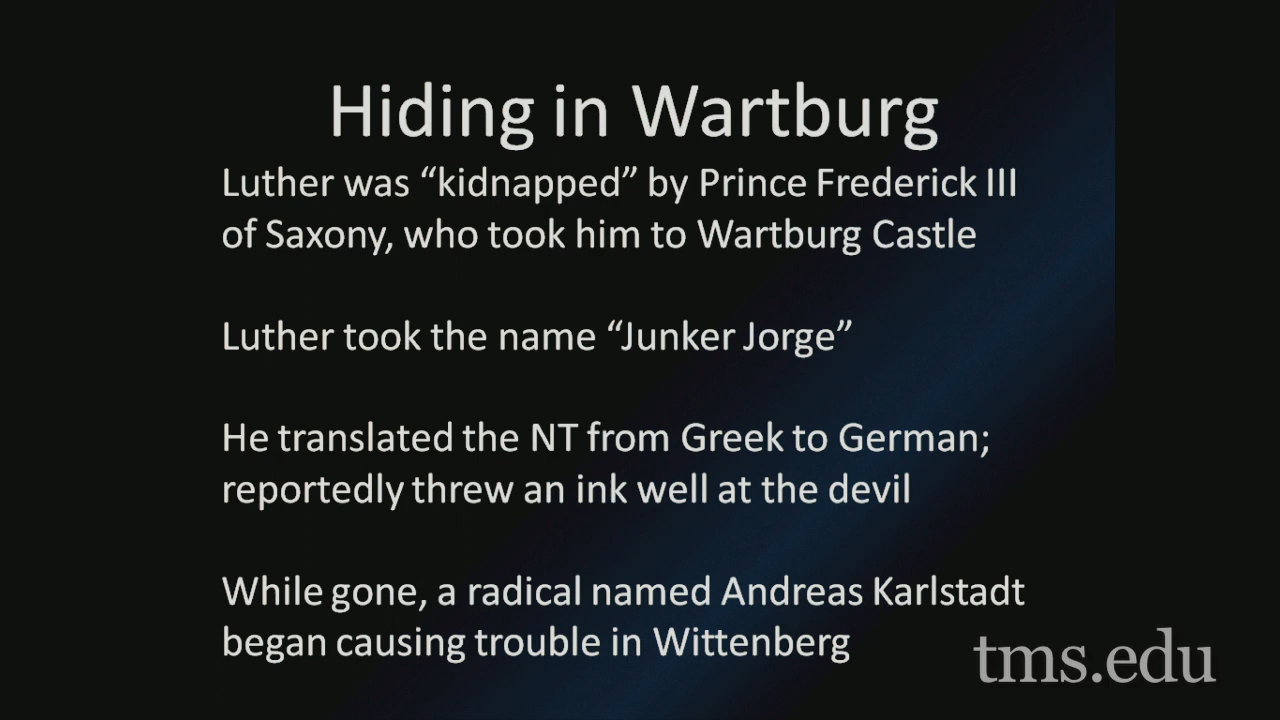 Hiding in Wartburg
Luther was “kidnapped” by Prince Frederick III
of Saxony, who took him to Wartburg Castle
Luther took the name “Junker Jorge”
He translated the NT from Greek to German;
reportedly threw an ink well at the devil
While gone, a radical named Andreas Karlstadt
began causing trouble in Wittenberg
tms.edu